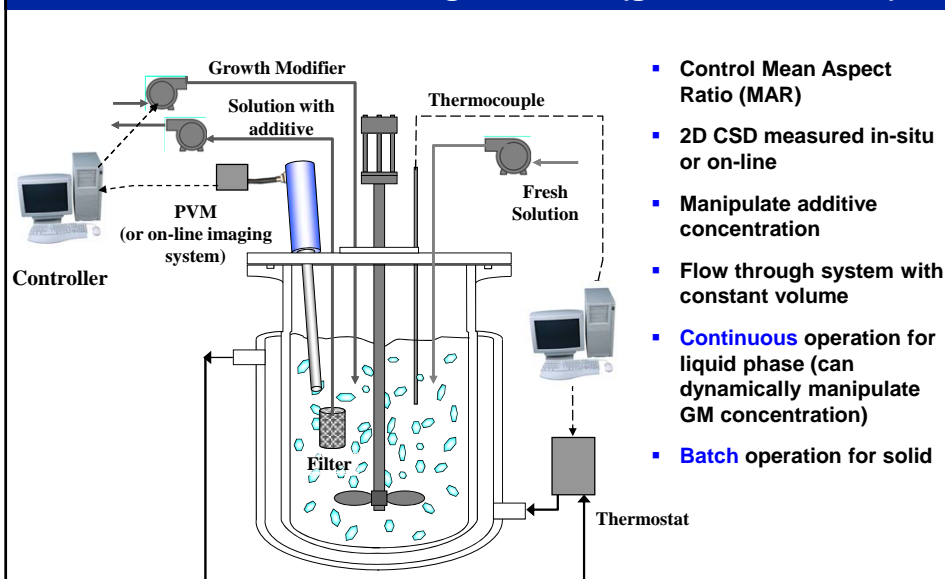 Growth Modifier
Solution with
additive
Thermocouple
PVM
(or on-line imaging
system)
Controller
Fresh
Solution
Filter
Thermostat
▪ Control Mean Aspect
Ratio (MAR)
▪ 2D CSD measured in-situ
or on-line
▪ Manipulate additive
concentration
▪ Flow through system with
constant volume
▪ Continuous operation for
liquid phase (can
dynamically manipulate
GM concentration)
▪ Batch operation for solid